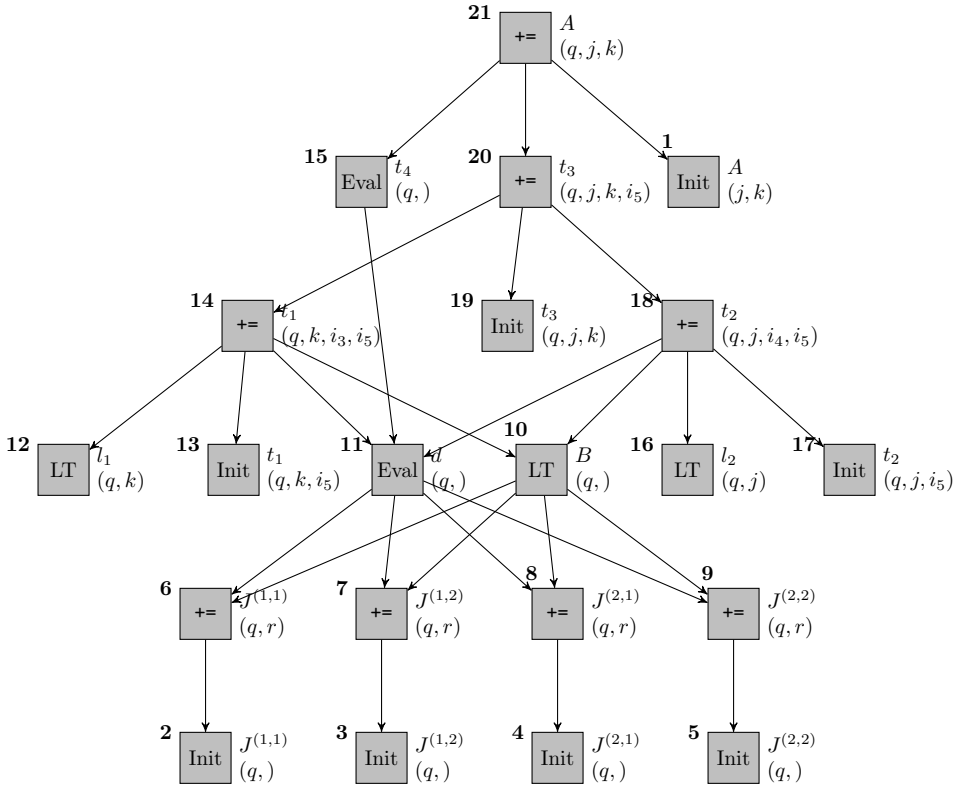 21 += A
(q, j, k)
15 Eval t₄
(q, )
20 += t₃
(q, j, k, i₅)
1 Init A
(j, k)
14 += t₁
(q, k, i₃, i₅)
19 Init t₃
(q, j, k)
18 += t₂
(q, j, i₄, i₅)
12 LT l₁
(q, k)
13 Init t₁
(q, k, i₅)
11 Eval d
(q, )
10 LT B
(q, )
16 LT l₂
(q, j)
17 Init t₂
(q, j, i₅)
6 += J⁽¹,¹⁾
(q, r)
7 += J⁽¹,²⁾
(q, r)
8 += J⁽²,¹⁾
(q, r)
9 += J⁽²,²⁾
(q, r)
2 Init J⁽¹,¹⁾
(q, )
3 Init J⁽¹,²⁾
(q, )
4 Init J⁽²,¹⁾
(q, )
5 Init J⁽²,²⁾
(q, )